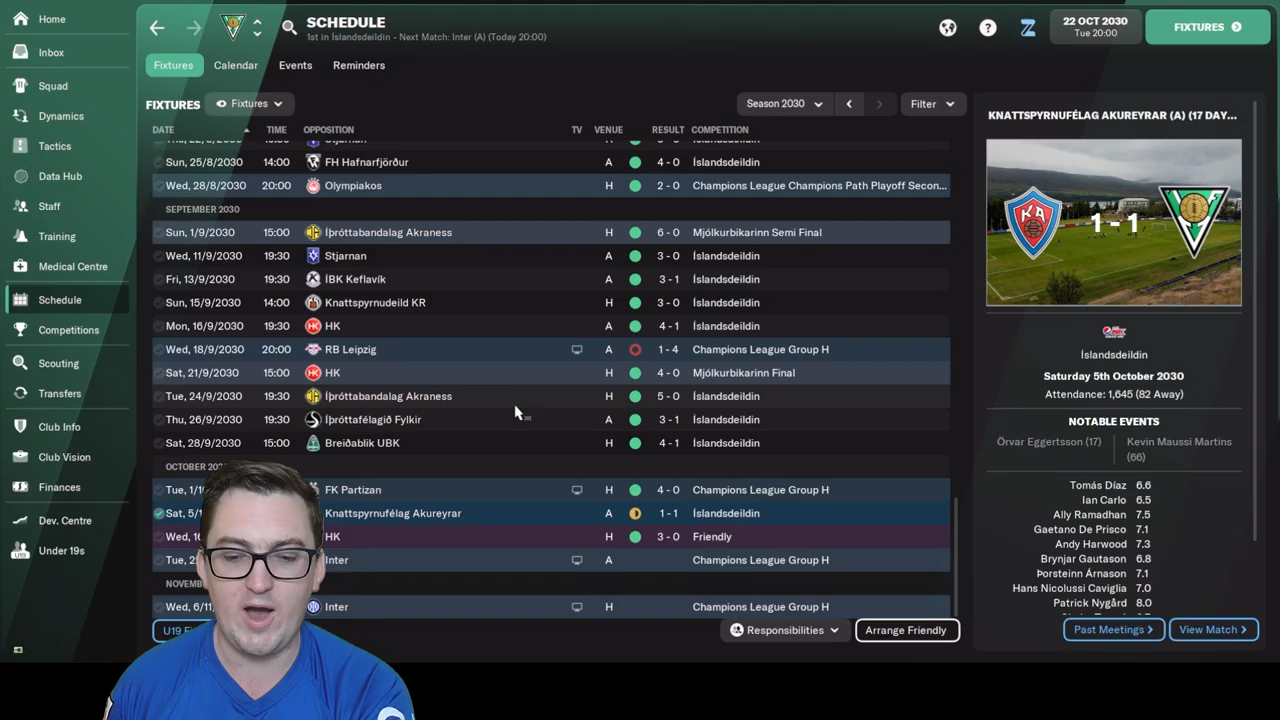 Home
Inbox
Squad
Dynamics
Tactics
Data Hub
Staff
Training
Medical Centre
Schedule
Competitions
Scouting
Transfers
Club Info
Club Vision
Finances
Dev. Centre
Under 19s
SCHEDULE
1st in Íslandsdeildin - Next Match: Inter (A) (Today 20:00)
22 OCT 2030
Tue 20:00
FIXTURES
Fixtures Calendar Events Reminders
FIXTURES Fixtures Season 2030 Filter
DATE TIME OPPOSITION TV VENUE RESULT COMPETITION
Sun, 25/8/2030 14:00 FH Hafnarfjörður A 4 - 0 Íslandsdeildin
Wed, 28/8/2030 20:00 Olympiakos H 2 - 0 Champions League Champions Path Playoff Secon...
SEPTEMBER 2030
Sun, 1/9/2030 15:00 Íþróttabandalag Akraness H 6 - 0 Mjólkurbikarinn Semi Final
Wed, 11/9/2030 19:30 Stjarnan A 3 - 0 Íslandsdeildin
Fri, 13/9/2030 19:30 ÍBK Keflavík A 3 - 1 Íslandsdeildin
Sun, 15/9/2030 14:00 Knattspyrnudeild KR H 3 - 0 Íslandsdeildin
Mon, 16/9/2030 19:30 HK A 4 - 1 Íslandsdeildin
Wed, 18/9/2030 20:00 RB Leipzig A 1 - 4 Champions League Group H
Sat, 21/9/2030 15:00 HK H 4 - 0 Mjólkurbikarinn Final
Tue, 24/9/2030 19:30 Íþróttabandalag Akraness H 5 - 0 Íslandsdeildin
Thu, 26/9/2030 19:30 Íþróttafélagið Fylkir A 3 - 1 Íslandsdeildin
Sat, 28/9/2030 15:00 Breiðablik UBK H 4 - 1 Íslandsdeildin
OCTOBER 20
Tue, 1/1 FK Partizan H 4 - 0 Champions League Group H
Sat, 5/1 Knattspyrnufélag Akureyrar A 1 - 1 Íslandsdeildin
Wed, 1 HK H 3 - 0 Friendly
Tue, 2 Inter A Champions League Group H
NOVEM
Wed, 6/11 Inter H Champions League Group H
U19 Responsibilities Arrange Friendly
KNATTSPYRNUFÉLAG AKUREYRAR (A) (17 DAY...
KA 1 - 1
Íslandsdeildin
Saturday 5th October 2030
Attendance: 1,645 (82 Away)
NOTABLE EVENTS
Örvar Eggertsson (17) Kevin Maussi Martins (66)
Tomás Díaz 6.6
Ian Carlo 6.5
Ally Ramadhan 7.5
Gaetano De Prisco 7.1
Andy Harwood 7.3
Brynjar Gautason 6.8
Þorsteinn Árnason 7.1
Hans Nicolussi Caviglia 7.0
Patrick Nygård 8.0
Past Meetings View Match